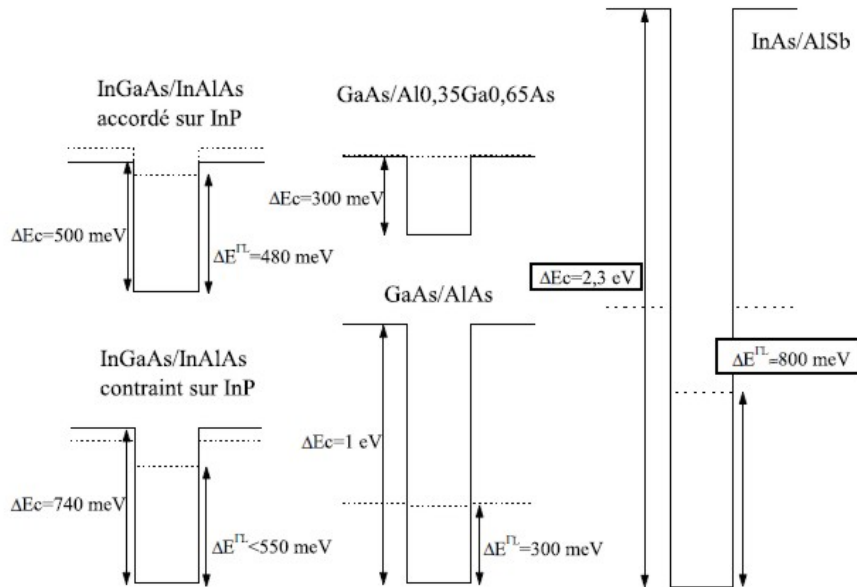 InGaAs/InAlAs
accordé sur InP
ΔEc=500 meV
ΔE^ΓL=480 meV
GaAs/Al0,35Ga0,65As
ΔEc=300 meV
InAs/AlSb
ΔEc=2,3 eV
ΔE^ΓL=800 meV
InGaAs/InAlAs
contraint sur InP
ΔEc=740 meV
ΔE^ΓL<550 meV
GaAs/AlAs
ΔEc=1 eV
ΔE^ΓL=300 meV